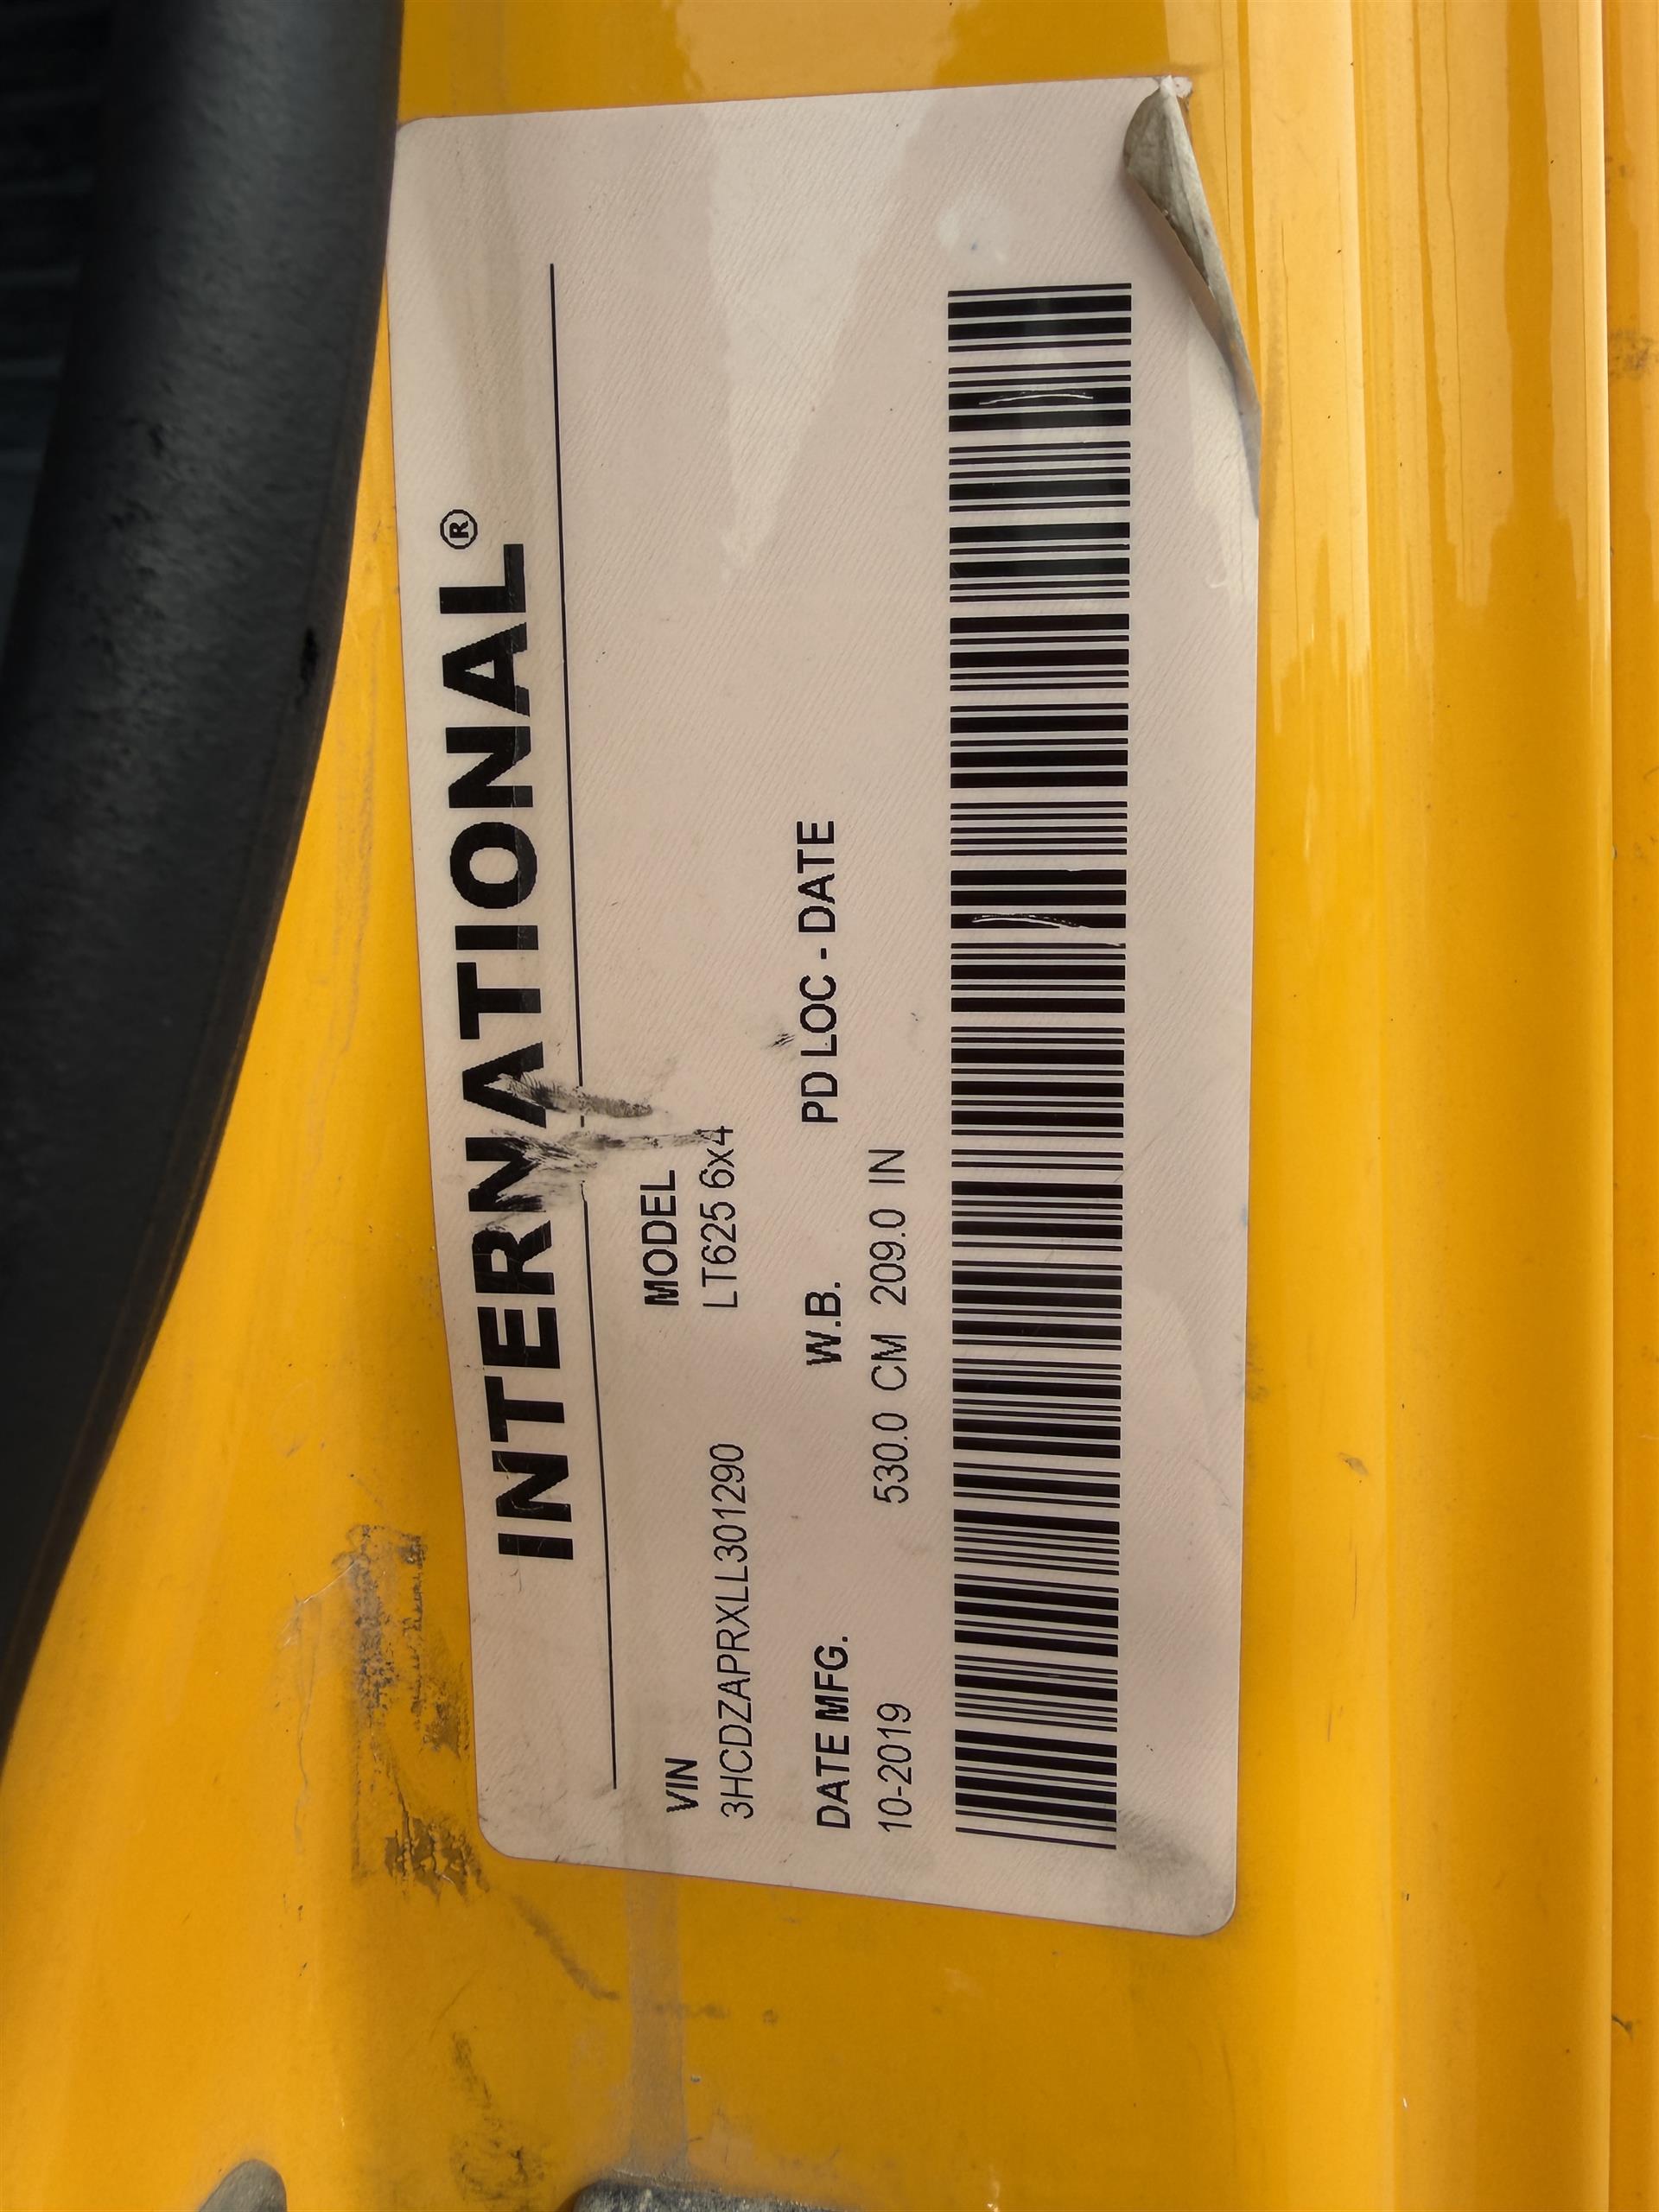 INTERNATIONAL®
VIN MODEL
3HCDZAPRXLL301290 LT625 6x4
DATE MFG. W.B. PD LOC - DATE
10-2019 530.0 CM 209.0 IN